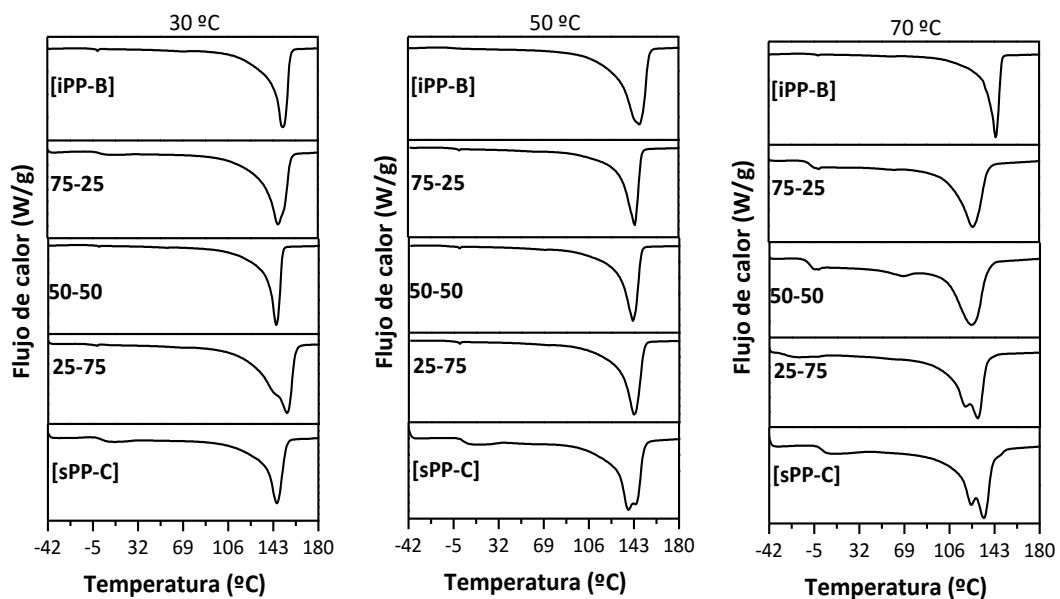 30 ºC
[iPP-B]
75-25
50-50
25-75
[sPP-C]
-42 -5 32 69 106 143 180
Temperatura (ºC)
Flujo de calor (W/g)
50 ºC
[iPP-B]
75-25
50-50
25-75
[sPP-C]
-42 -5 32 69 106 143 180
Temperatura (ºC)
Flujo de calor (W/g)
70 ºC
[iPP-B]
75-25
50-50
25-75
[sPP-C]
-42 -5 32 69 106 143 180
Temperatura (ºC)
Flujo de calor (W/g)